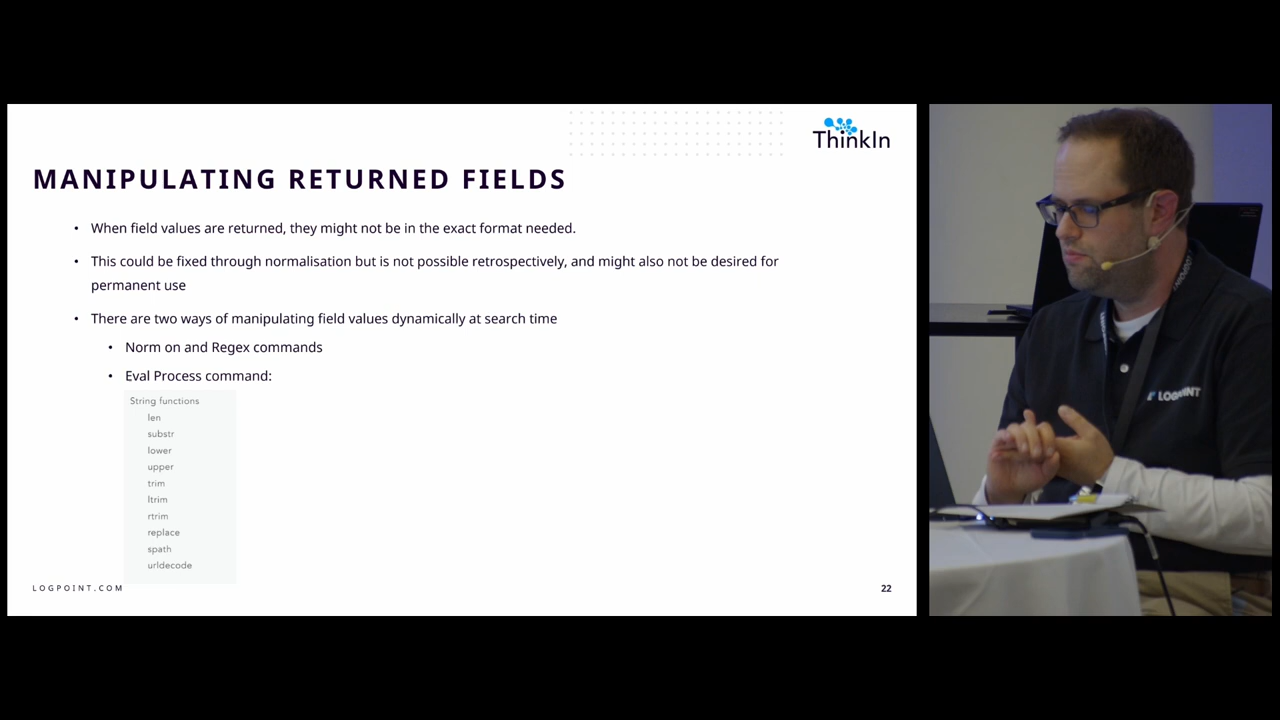 ThinkIn
MANIPULATING RETURNED FIELDS
• When field values are returned, they might not be in the exact format needed.
• This could be fixed through normalisation but is not possible retrospectively, and might also not be desired for
permanent use
• There are two ways of manipulating field values dynamically at search time
• Norm on and Regex commands
• Eval Process command:
String functions
len
substr
lower
upper
trim
ltrim
rtrim
replace
spath
urldecode
LOGPOINT.COM
22
LOGPOINT